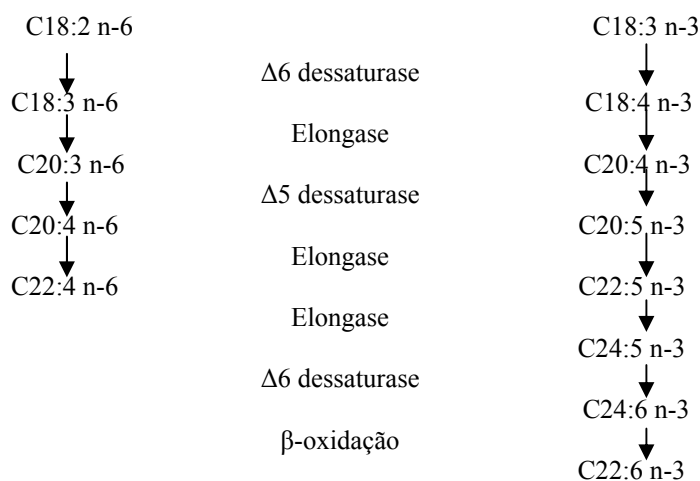 C18:2 n-6 C18:3 n-3
Δ6 dessaturase
C18:3 n-6 C18:4 n-3
Elongase
C20:3 n-6 C20:4 n-3
Δ5 dessaturase
C20:4 n-6 C20:5 n-3
Elongase
C22:4 n-6 C22:5 n-3
Elongase
C24:5 n-3
Δ6 dessaturase
C24:6 n-3
β-oxidação
C22:6 n-3